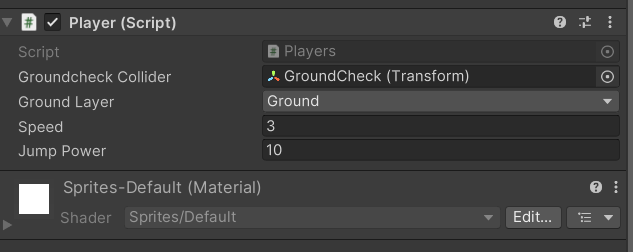 Player (Script)
Script Players
Groundcheck Collider GroundCheck (Transform)
Ground Layer Ground
Speed 3
Jump Power 10
Sprites-Default (Material)
Shader Sprites/Default Edit...